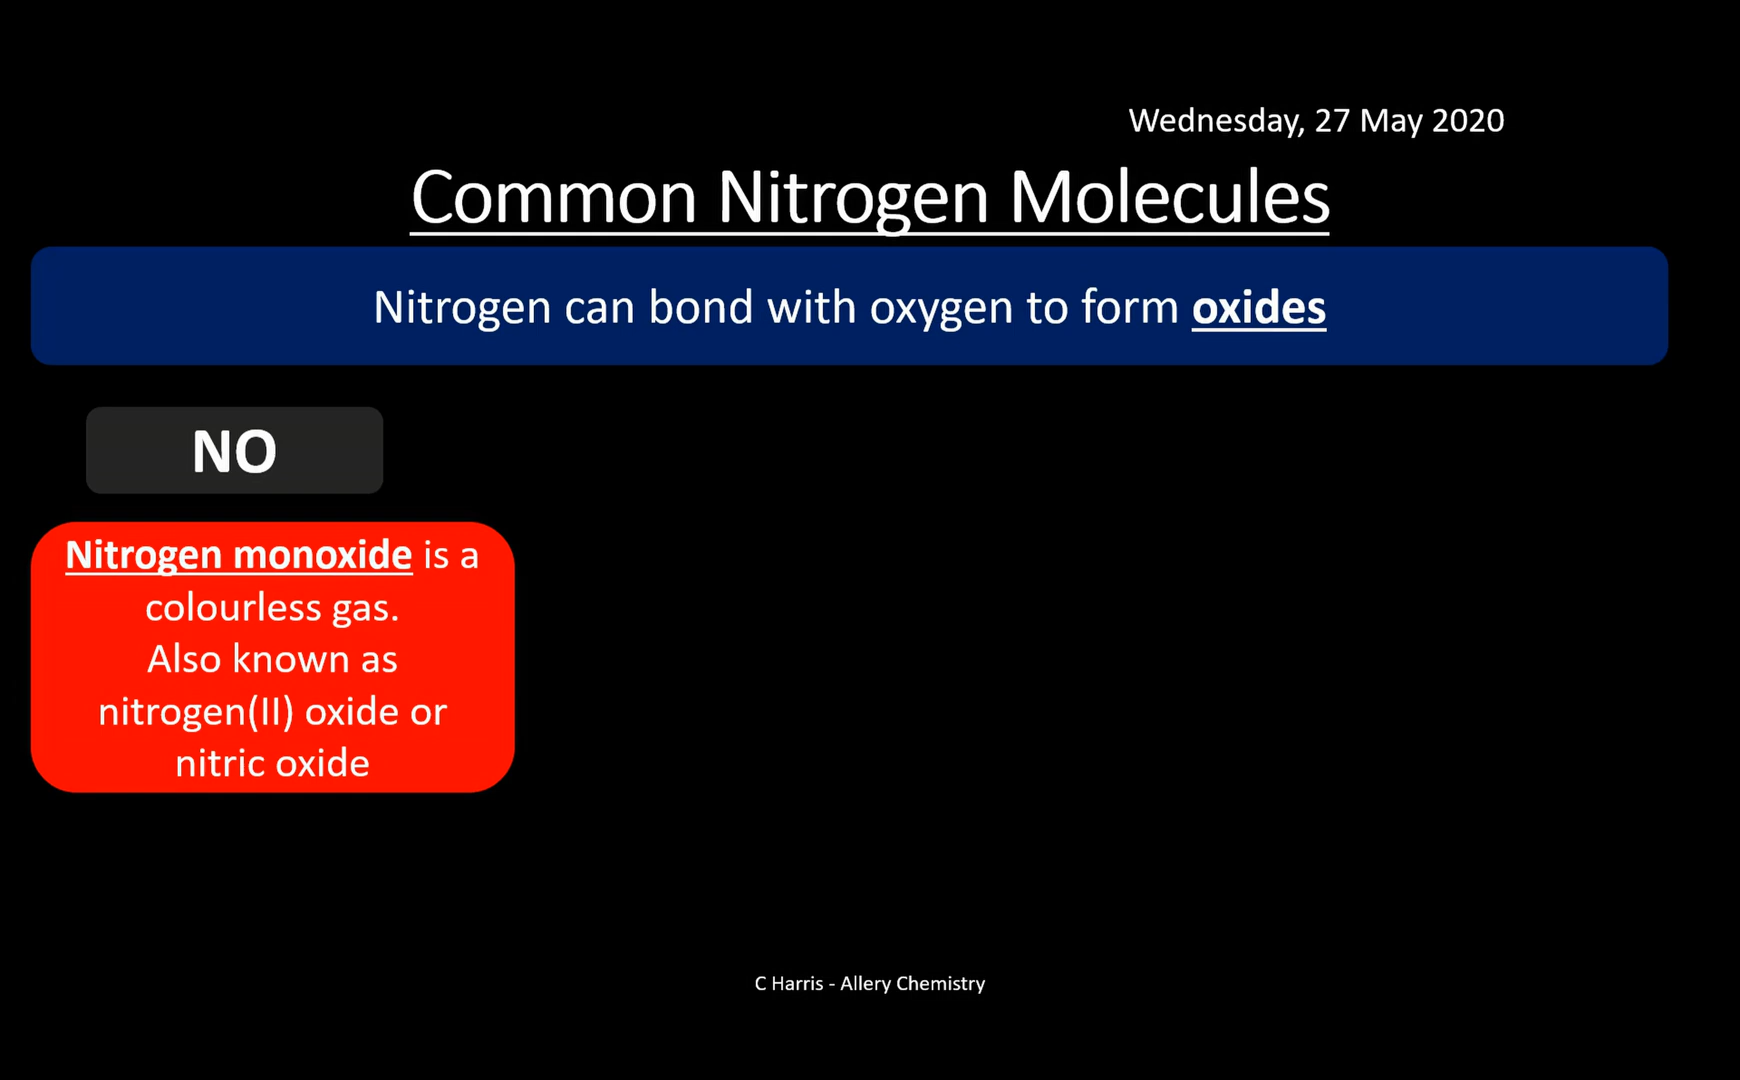 Wednesday, 27 May 2020
Common Nitrogen Molecules
Nitrogen can bond with oxygen to form oxides
NO
Nitrogen monoxide is a
colourless gas.
Also known as
nitrogen(II) oxide or
nitric oxide
C Harris - Allery Chemistry